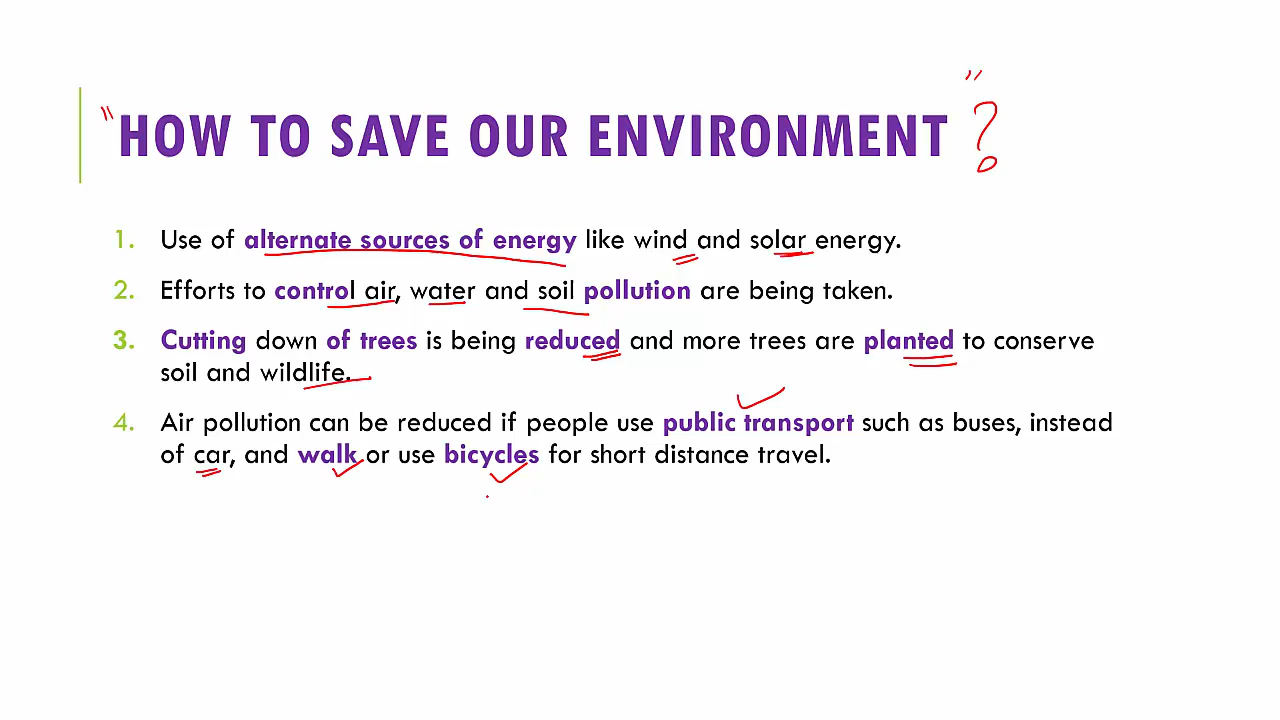 "HOW TO SAVE OUR ENVIRONMENT"?
1. Use of alternate sources of energy like wind and solar energy.
2. Efforts to control air, water and soil pollution are being taken.
3. Cutting down of trees is being reduced and more trees are planted to conserve
soil and wildlife.
4. Air pollution can be reduced if people use public transport such as buses, instead
of car, and walk or use bicycles for short distance travel.